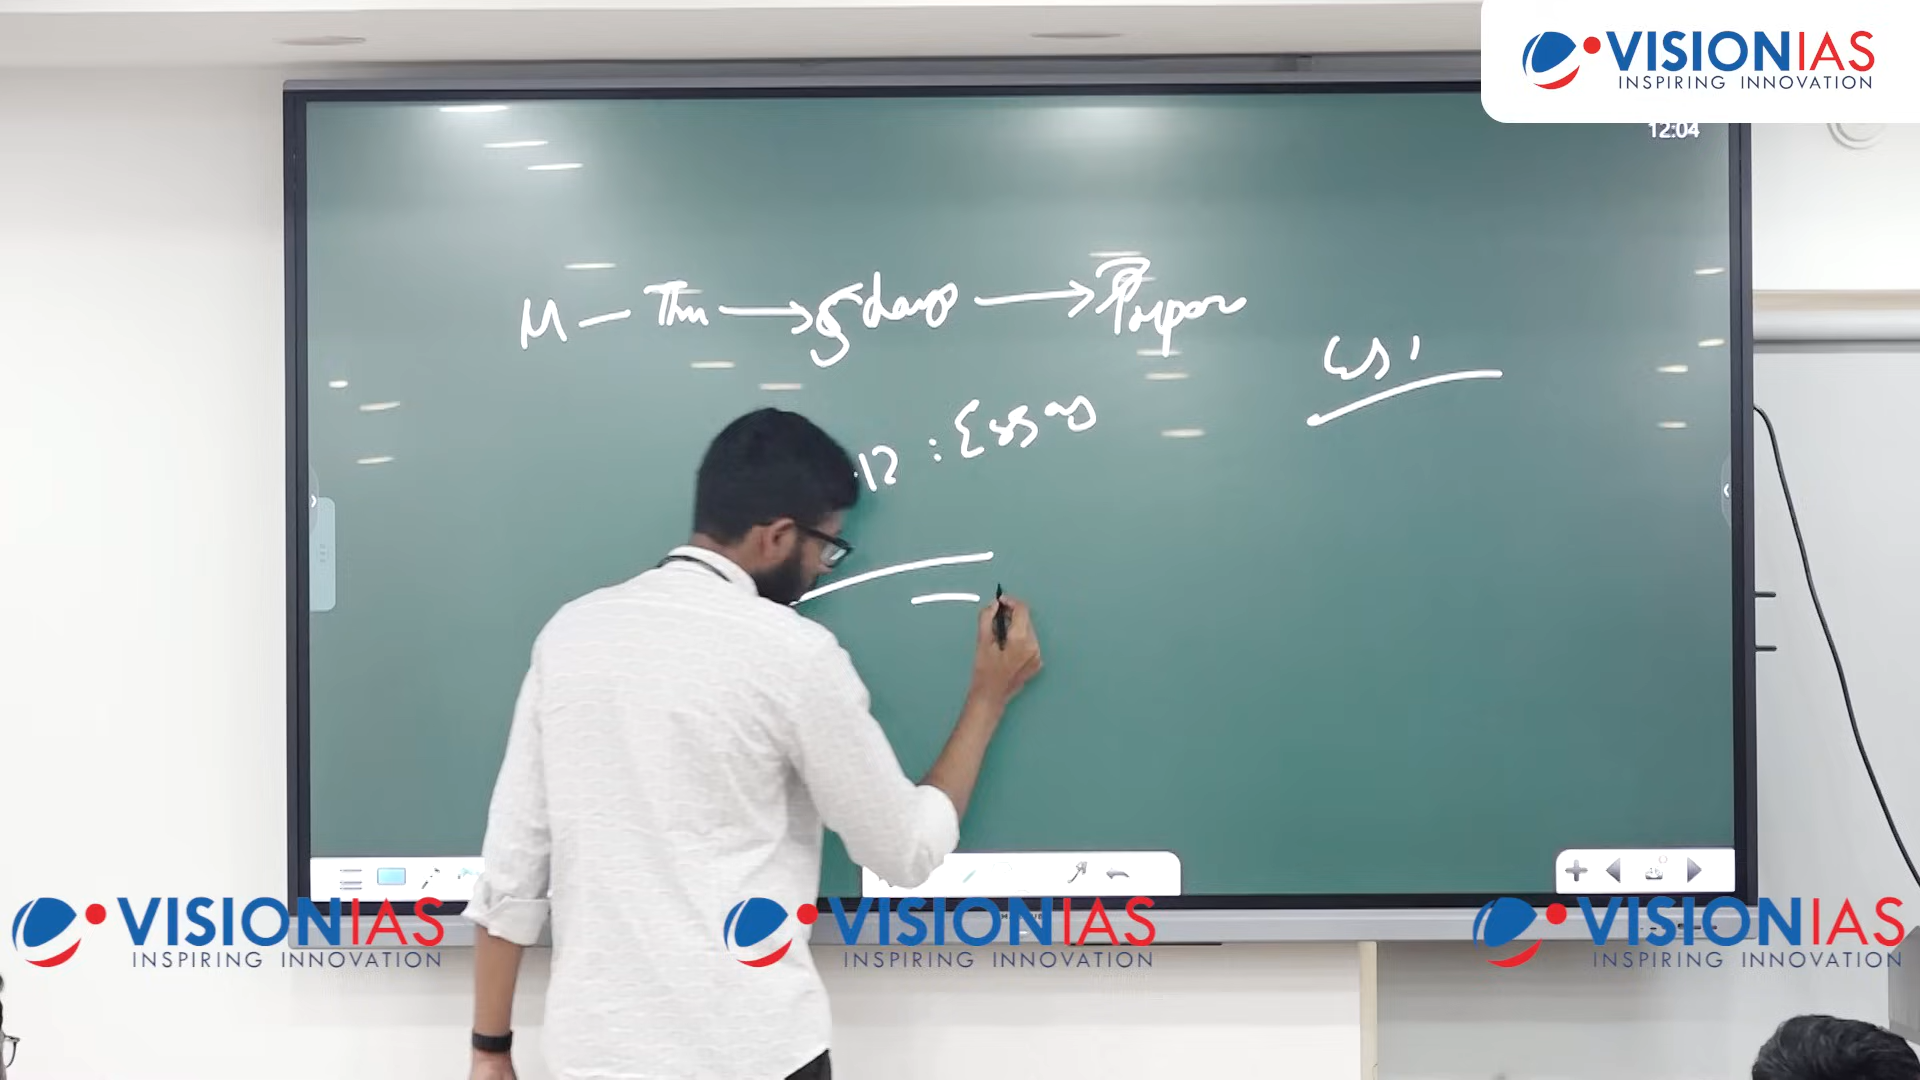 VISIONIAS
INSPIRING INNOVATION
12:04
M — Thu → 5 days →
12 : Essay
VISIONIAS
INSPIRING INNOVATION
VISIONIAS
INSPIRING INNOVATION
VISIONIAS
INSPIRING INNOVATION